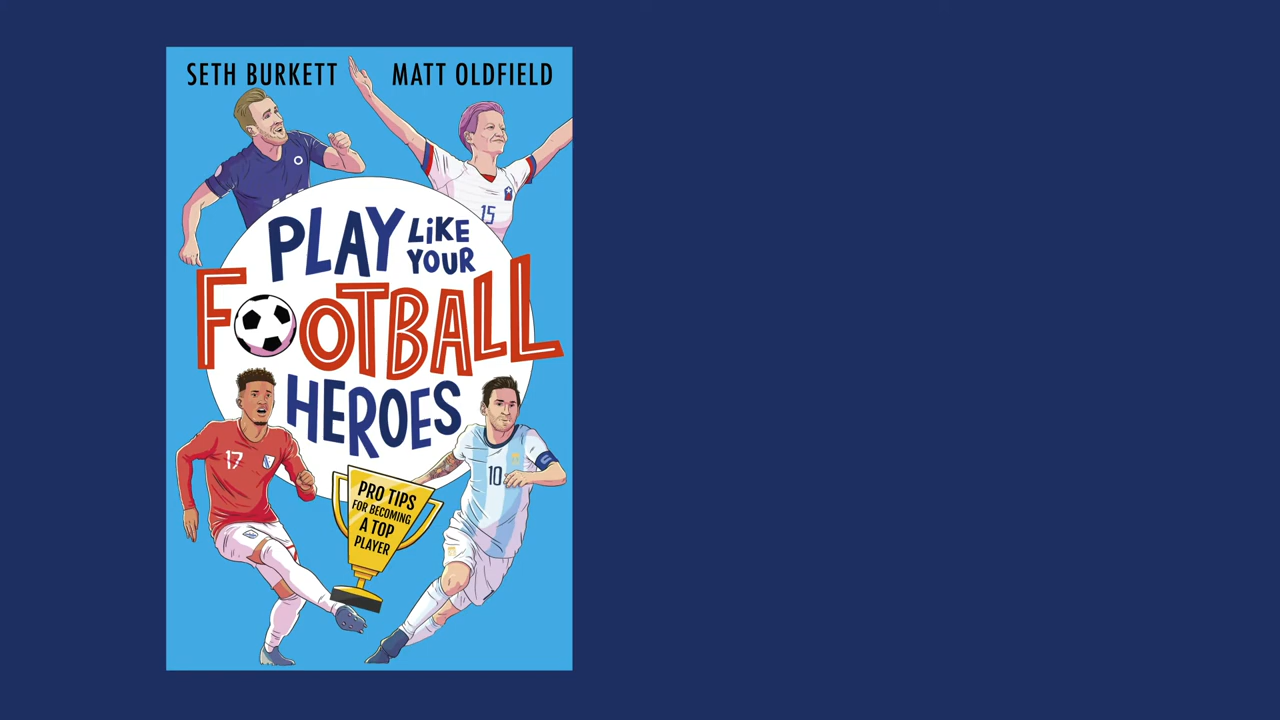 SETH BURKETT MATT OLDFIELD
PLAY LiKE
YOUR
FOOTBALL
HEROES
15
17
10
PRO TIPS
FOR BECOMING
A TOP
PLAYER